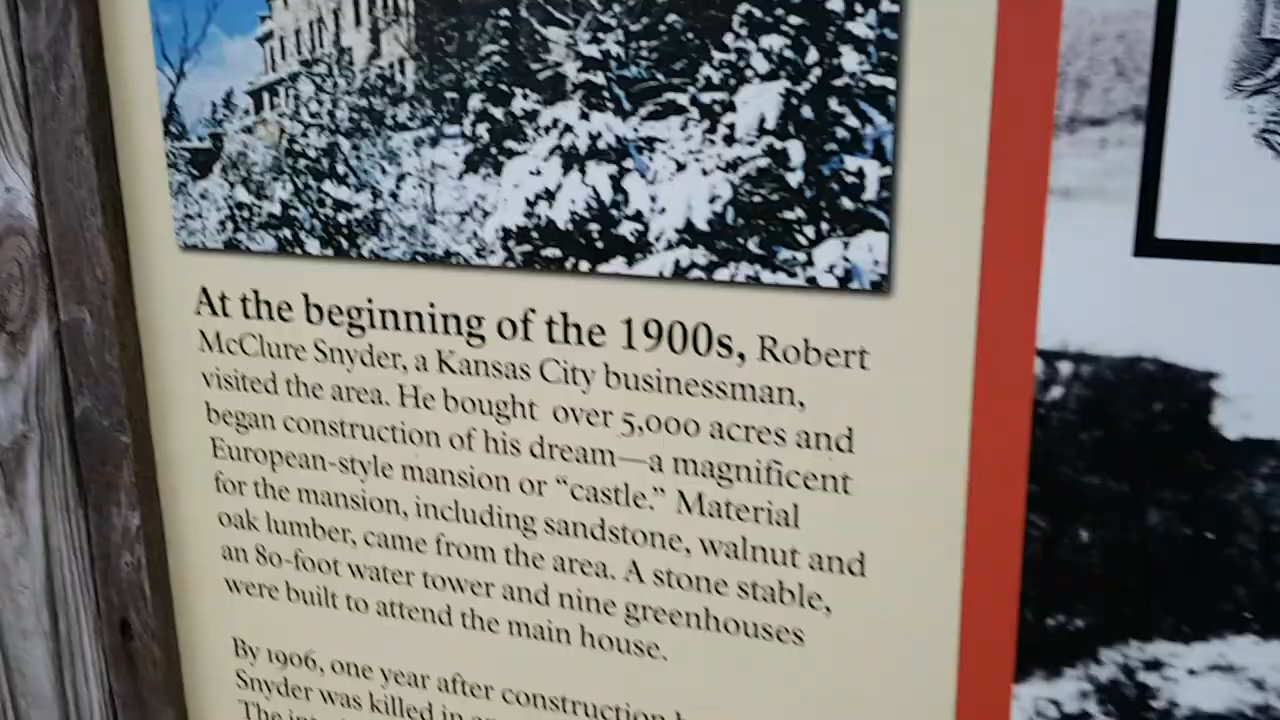 At the beginning of the 1900s, Robert
McClure Snyder, a Kansas City businessman,
visited the area. He bought over 5,000 acres and
began construction of his dream—a magnificent
European-style mansion or “castle.” Material
for the mansion, including sandstone, walnut and
oak lumber, came from the area. A stone stable,
an 80-foot water tower and nine greenhouses
were built to attend the main house.
By 1906, one year after construction
Snyder was killed in
The